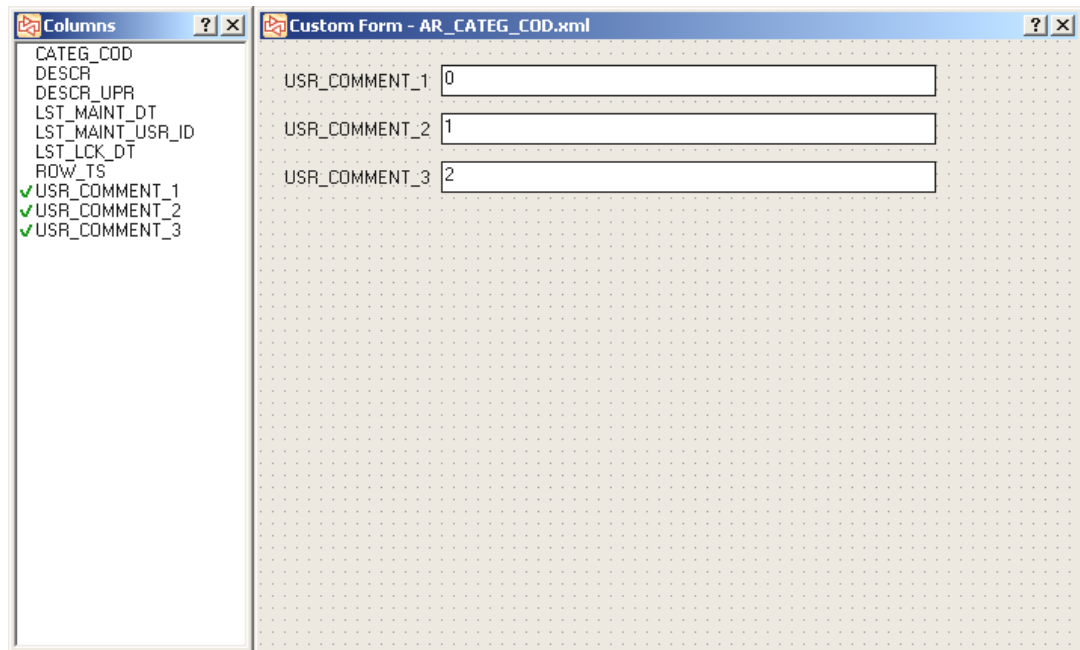 Columns
CATEG_COD
DESCR
DESCR_UPR
LST_MAINT_DT
LST_MAINT_USR_ID
LST_LCK_DT
ROW_TS
USR_COMMENT_1
USR_COMMENT_2
USR_COMMENT_3
Custom Form - AR_CATEG_COD.xml
USR_COMMENT_1 0
USR_COMMENT_2 1
USR_COMMENT_3 2